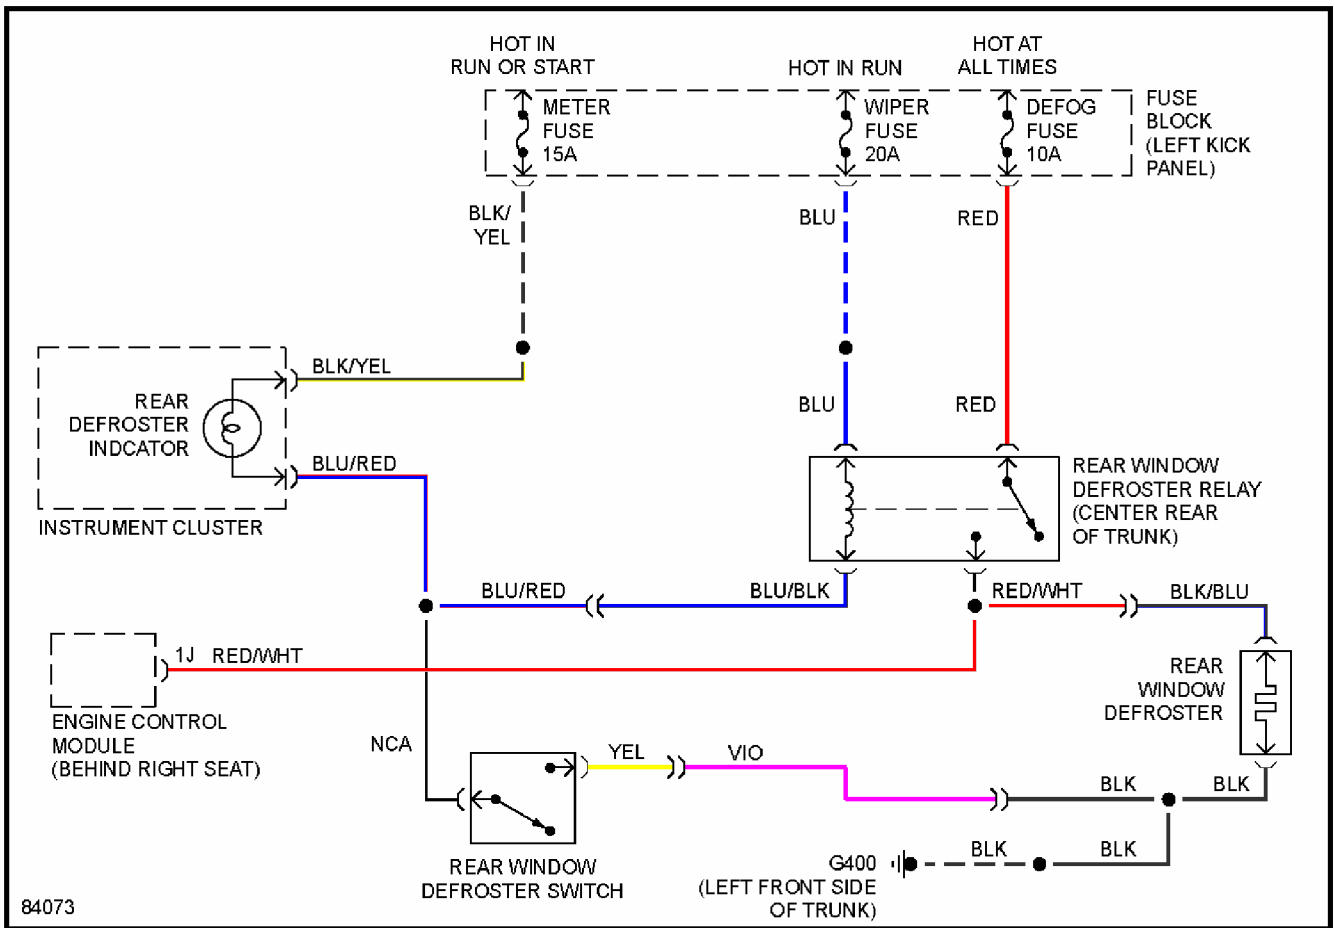 HOT IN
RUN OR START
HOT IN RUN
HOT AT
ALL TIMES
METER
FUSE
15A
WIPER
FUSE
20A
DEFOG
FUSE
10A
FUSE
BLOCK
(LEFT KICK
PANEL)
BLK/
YEL
BLU
RED
BLK/YEL
REAR
DEFROSTER
INDCATOR
BLU/RED
INSTRUMENT CLUSTER
BLU
RED
REAR WINDOW
DEFROSTER RELAY
(CENTER REAR
OF TRUNK)
BLU/RED
BLU/BLK
RED/WHT
BLK/BLU
1J
RED/WHT
ENGINE CONTROL
MODULE
(BEHIND RIGHT SEAT)
REAR
WINDOW
DEFROSTER
NCA
YEL
VIO
BLK
BLK
REAR WINDOW
DEFROSTER SWITCH
G400
(LEFT FRONT SIDE
OF TRUNK)
BLK
BLK
84073